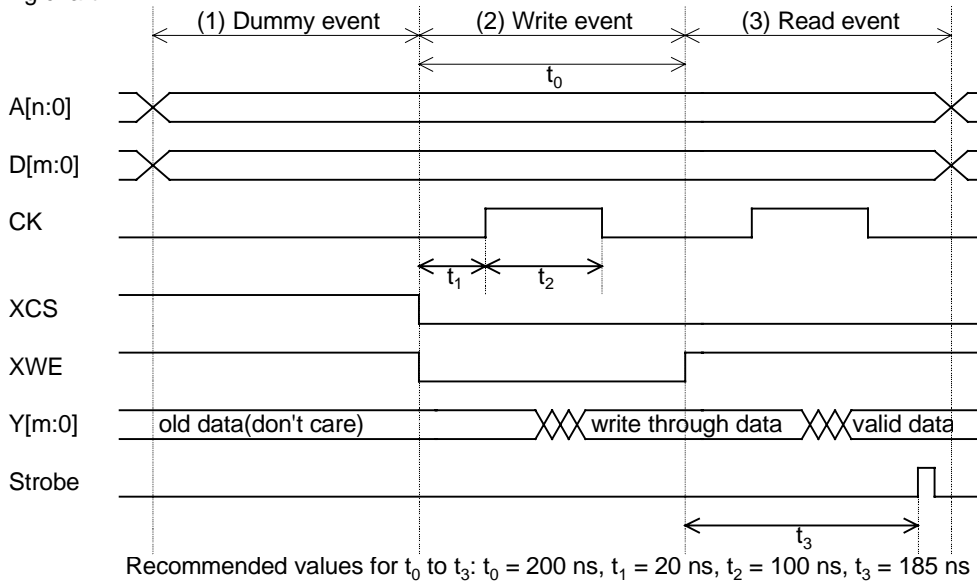 (1) Dummy event (2) Write event (3) Read event
t0
A[n:0]
D[m:0]
CK
t1 t2
XCS
XWE
Y[m:0] old data(don't care) write through data valid data
Strobe
t3
Recommended values for t0 to t3: t0 = 200 ns, t1 = 20 ns, t2 = 100 ns, t3 = 185 ns